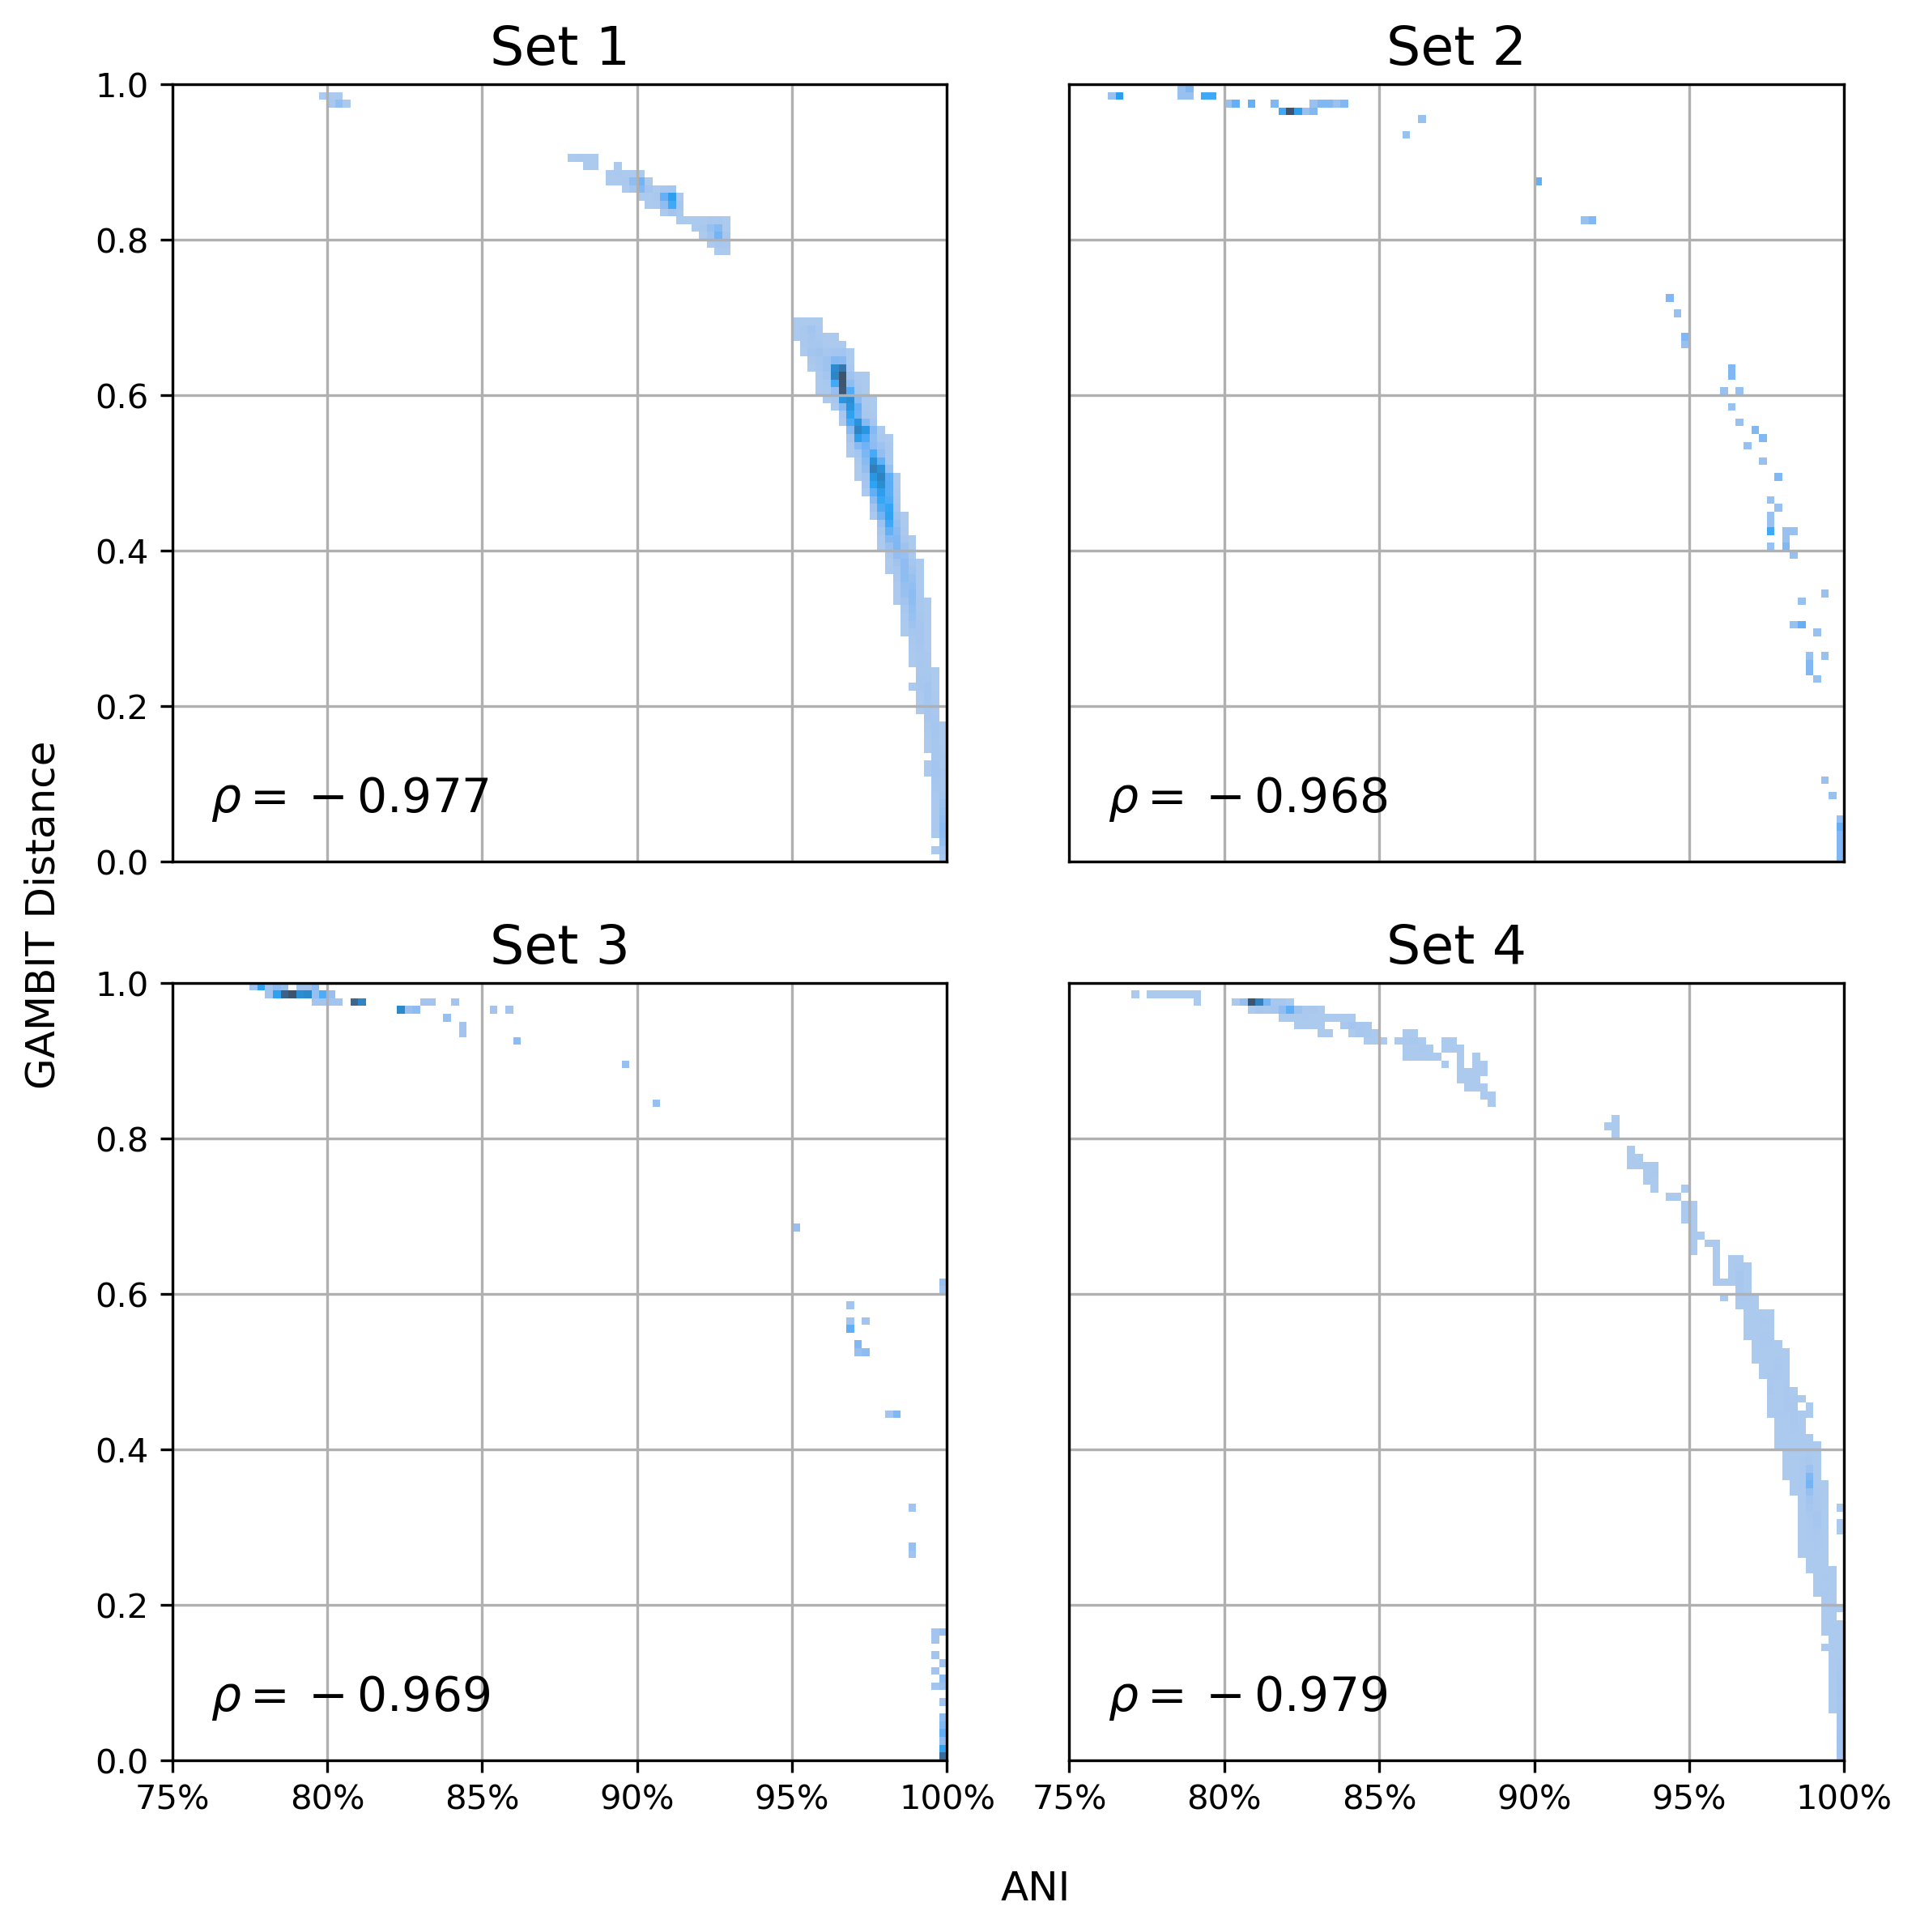 Set 1
Set 2
1.0
0.8
0.6
0.4
0.2
0.0
ρ = −0.977
ρ = −0.968
GAMBIT Distance
Set 3
Set 4
1.0
0.8
0.6
0.4
0.2
0.0
ρ = −0.969
ρ = −0.979
75% 80% 85% 90% 95% 100%
75% 80% 85% 90% 95% 100%
ANI